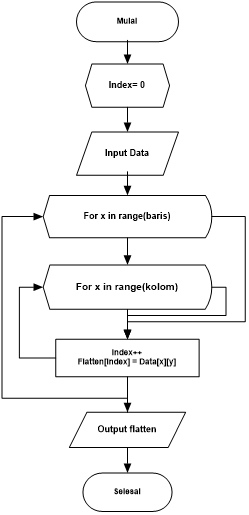 Mulai
Index= 0
Input Data
For x in range(baris)
For x in range(kolom)
Index++
Flatten[index] = Data[x][y]
Output flatten
Selesai